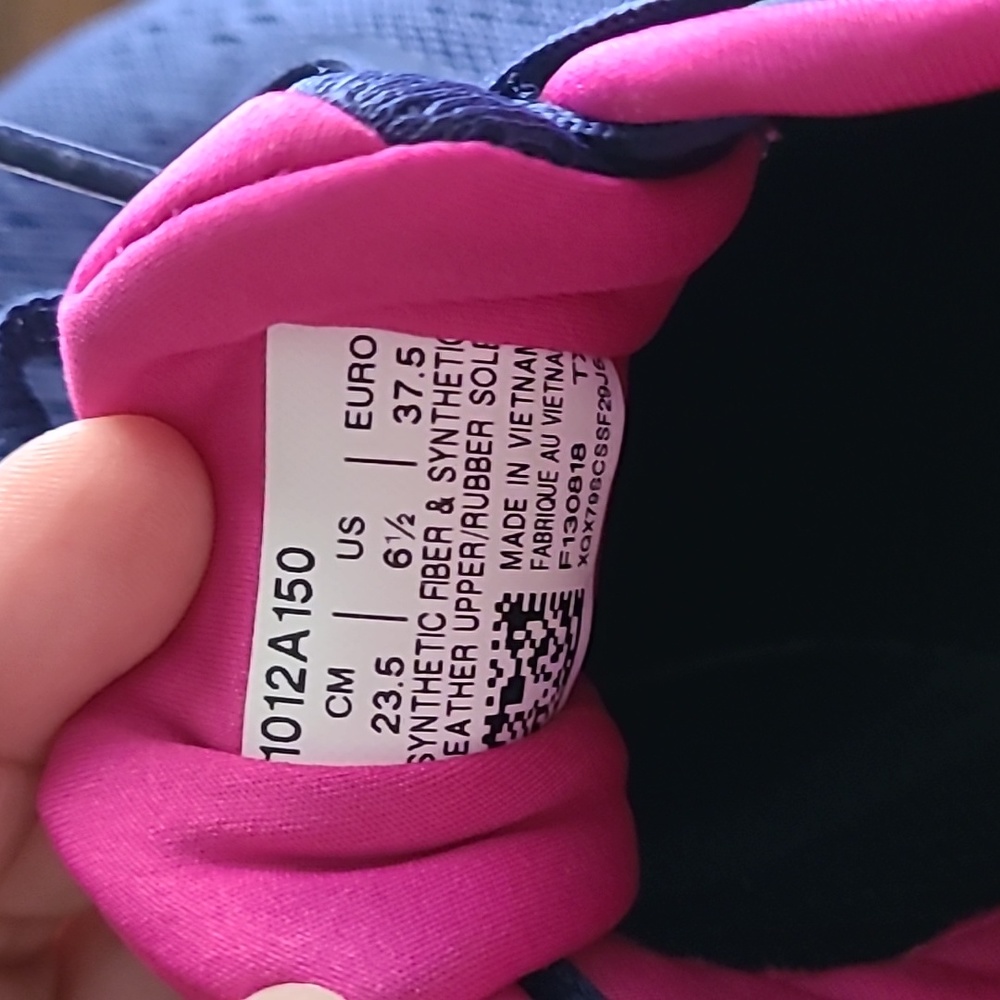 1012A150
CM | US | EURO
23.5 | 6½ | 37.5
SYNTHETIC FIBER & SYNTHETIC
EATHER UPPER/RUBBER SOLE
MADE IN VIETNAM
FABRIQUE AU VIETNAM
F130818